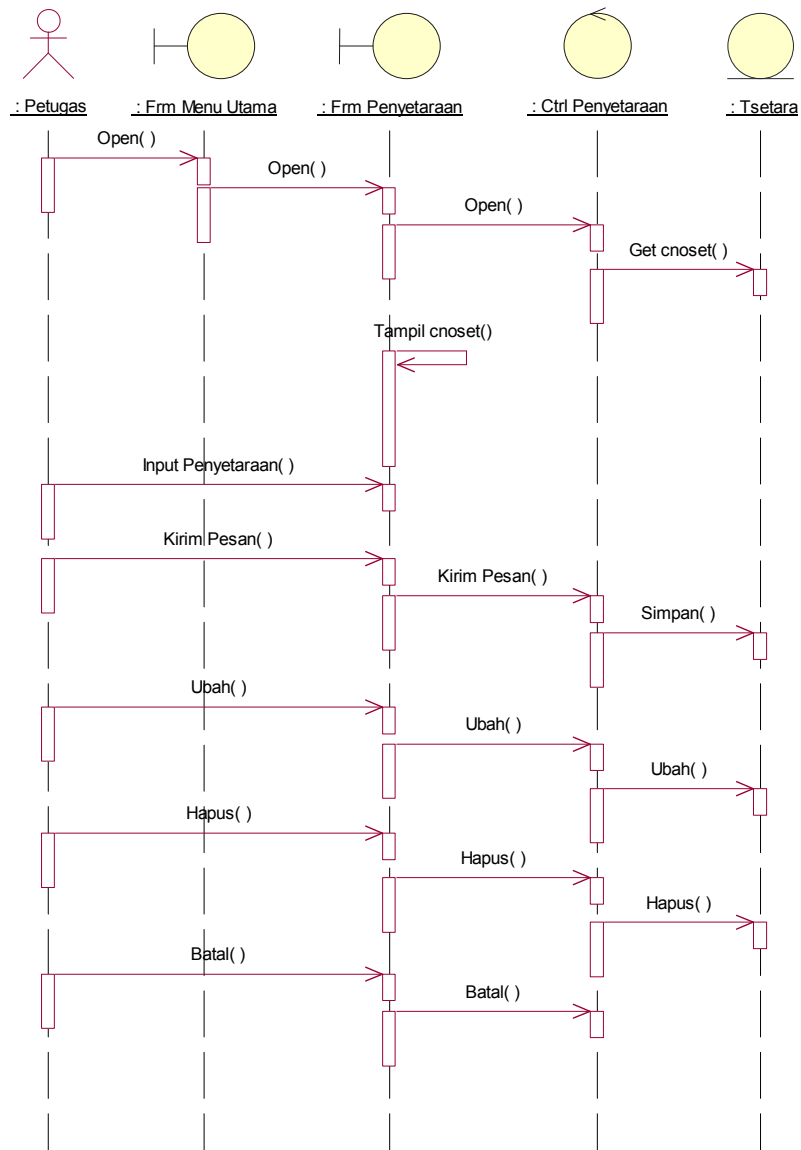 : Petugas : Frm Menu Utama : Frm Penyetaraan : Ctrl Penyetaraan : Tsetara
Open( )
Open( )
Open( )
Get cnoset( )
Tampil cnoset()
Input Penyetaraan( )
Kirim Pesan( )
Kirim Pesan( )
Simpan( )
Ubah( )
Ubah( )
Ubah( )
Hapus( )
Hapus( )
Hapus( )
Batal( )
Batal( )